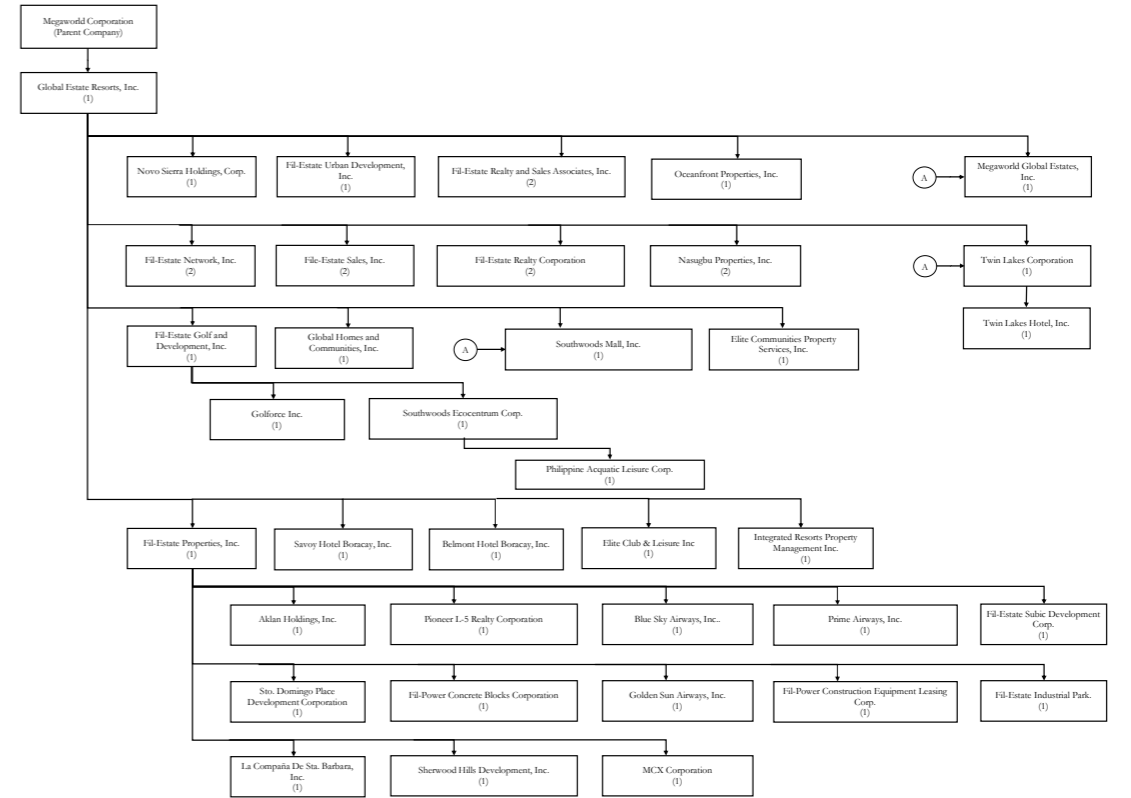 Megaworld Corporation
(Parent Company)
Global Estate Resorts, Inc.
(1)
Novo Sierra Holdings, Corp.
(1)
Fil-Estate Urban Development,
Inc.
(1)
Fil-Estate Realty and Sales Associates, Inc.
(2)
Oceanfront Properties, Inc.
(1)
A
Megaworld Global Estates,
Inc.
(1)
Fil-Estate Network, Inc.
(2)
File-Estate Sales, Inc.
(2)
Fil-Estate Realty Corporation
(2)
Nasugbu Properties, Inc.
(2)
A
Twin Lakes Corporation
(1)
Twin Lakes Hotel, Inc.
(1)
Fil-Estate Golf and
Development, Inc.
(1)
Global Homes and
Communities, Inc.
(1)
A
Southwoods Mall, Inc.
(1)
Elite Communities Property
Services, Inc.
(1)
Golforce Inc.
(1)
Southwoods Ecocentrum Corp.
(1)
Philippine Acquatic Leisure Corp.
(1)
Fil-Estate Properties, Inc.
(1)
Savoy Hotel Boracay, Inc.
(1)
Belmont Hotel Boracay, Inc.
(1)
Elite Club & Leisure Inc
(1)
Integrated Resorts Property
Management Inc.
(1)
Aklan Holdings, Inc.
(1)
Pioneer L-5 Realty Corporation
(1)
Blue Sky Airways, Inc..
(1)
Prime Airways, Inc.
(1)
Fil-Estate Subic Development
Corp.
(1)
Sto. Domingo Place
Development Corporation
(1)
Fil-Power Concrete Blocks Corporation
(1)
Golden Sun Airways, Inc.
(1)
Fil-Power Construction Equipment Leasing
Corp.
(1)
Fil-Estate Industrial Park.
(1)
La Compaña De Sta. Barbara,
Inc.
(1)
Sherwood Hills Development, Inc.
(1)
MCX Corporation
(1)